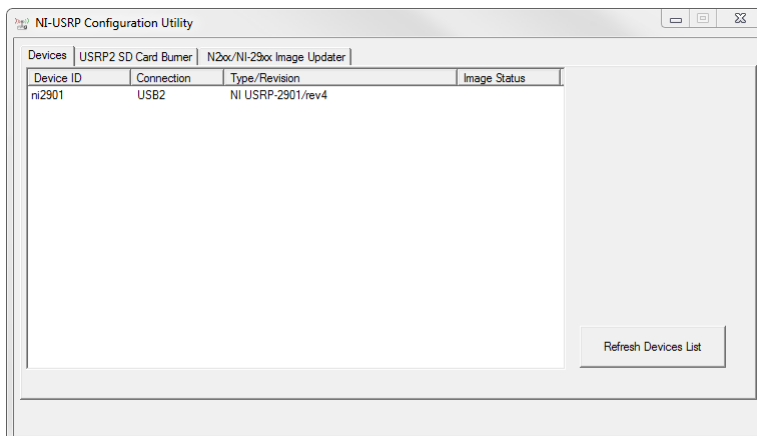 NI-USRP Configuration Utility
Devices USRP2 SD Card Burner N2xx/NI-29xx Image Updater
Device ID Connection Type/Revision Image Status
ni2901 USB2 NI USRP-2901/rev4
Refresh Devices List